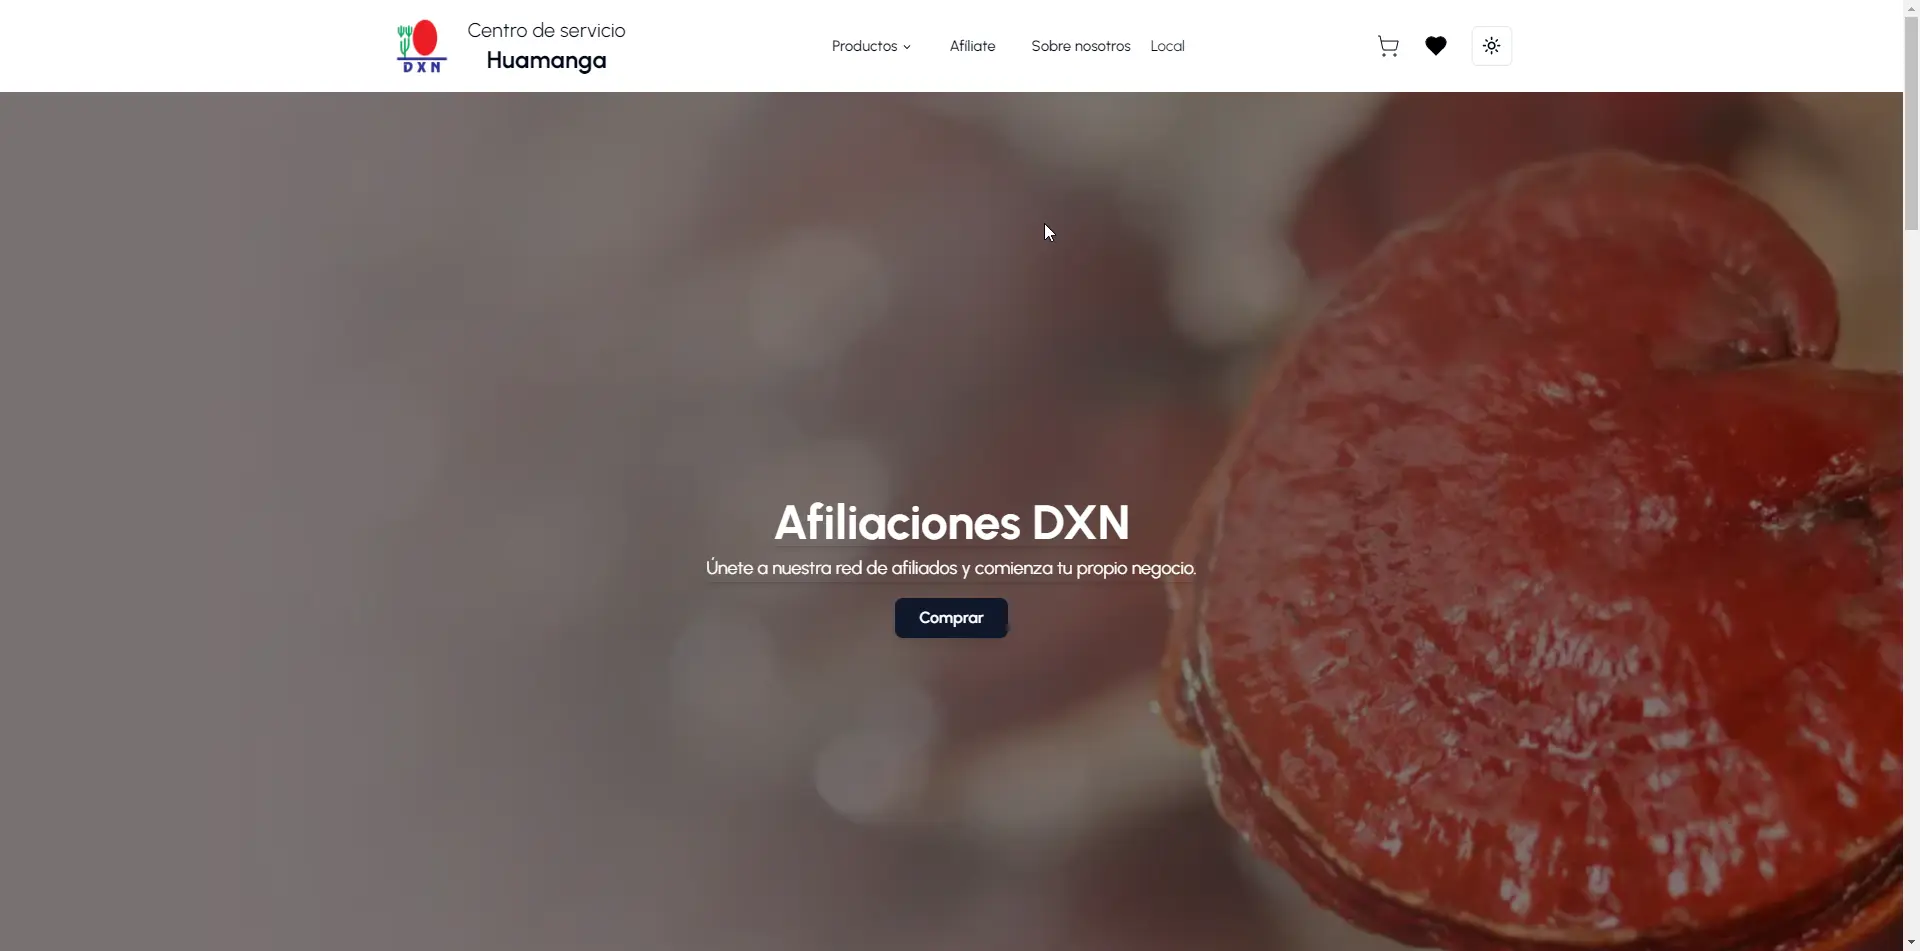 DXN
Centro de servicio
Huamanga
Productos
Afíliate
Sobre nosotros
Local
Afiliaciones DXN
Únete a nuestra red de afiliados y comienza tu propio negocio.
Comprar